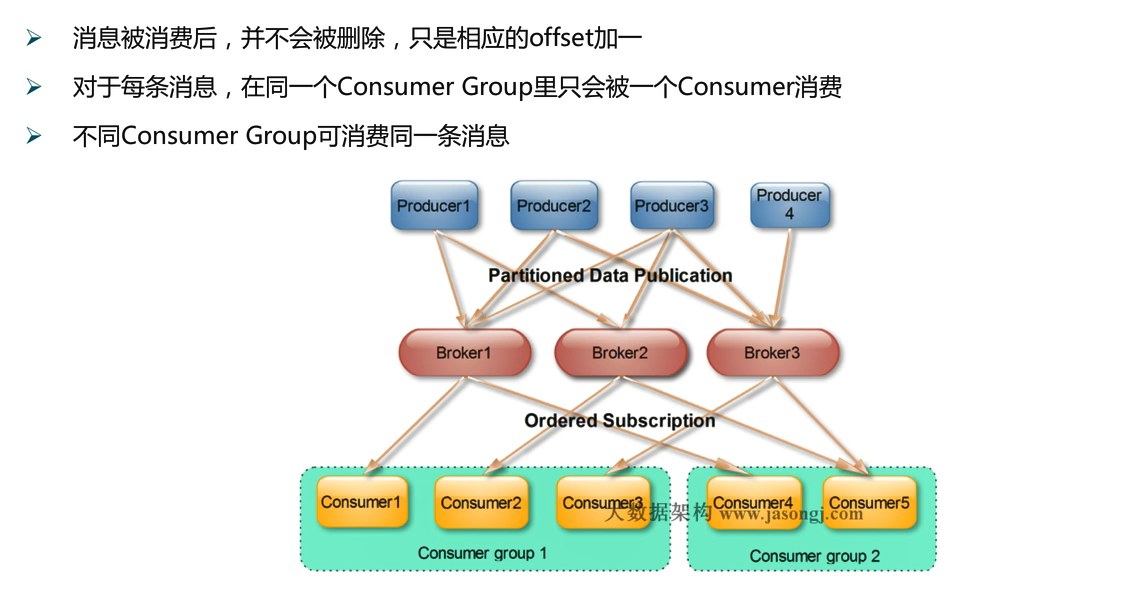 消息被消费后，并不会被删除，只是相应的offset加一
对于每条消息，在同一个Consumer Group里只会被一个Consumer消费
不同Consumer Group可消费同一条消息
Producer1
Producer2
Producer3
Producer
4
Partitioned Data Publication
Broker1
Broker2
Broker3
Ordered Subscription
Consumer1
Consumer2
Consumer3
Consumer4
Consumer5
大数据架构 www.jasongj.com
Consumer group 1
Consumer group 2